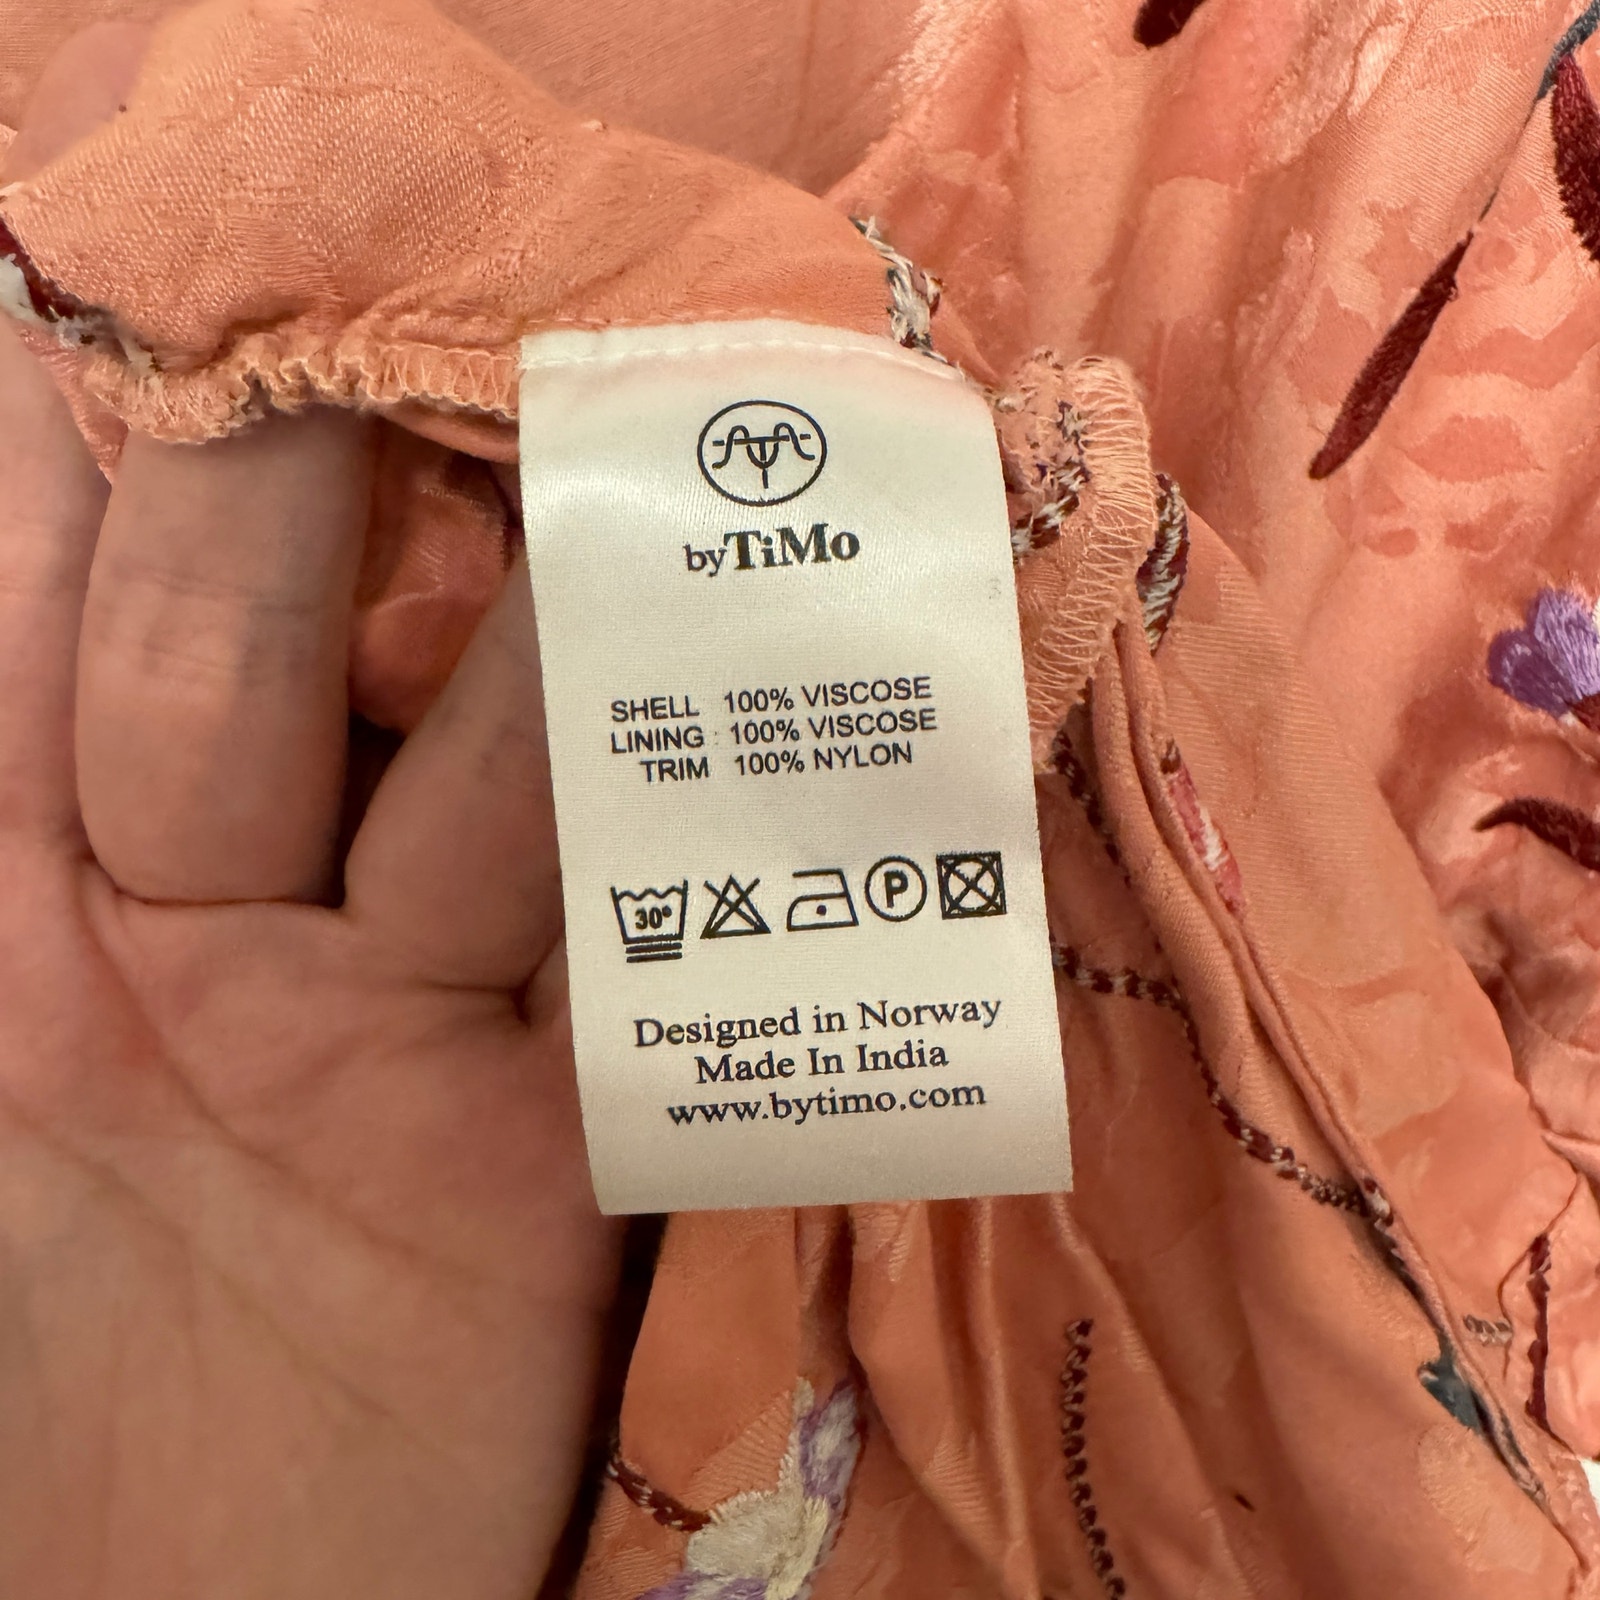 byTiMo
SHELL 100% VISCOSE
LINING : 100% VISCOSE
TRIM 100% NYLON
30° P
Designed in Norway
Made In India
www.bytimo.com